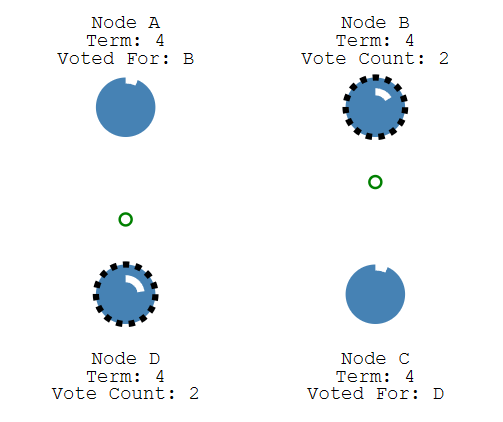 Node A
Term: 4
Voted For: B
Node B
Term: 4
Vote Count: 2
Node D
Term: 4
Vote Count: 2
Node C
Term: 4
Voted For: D